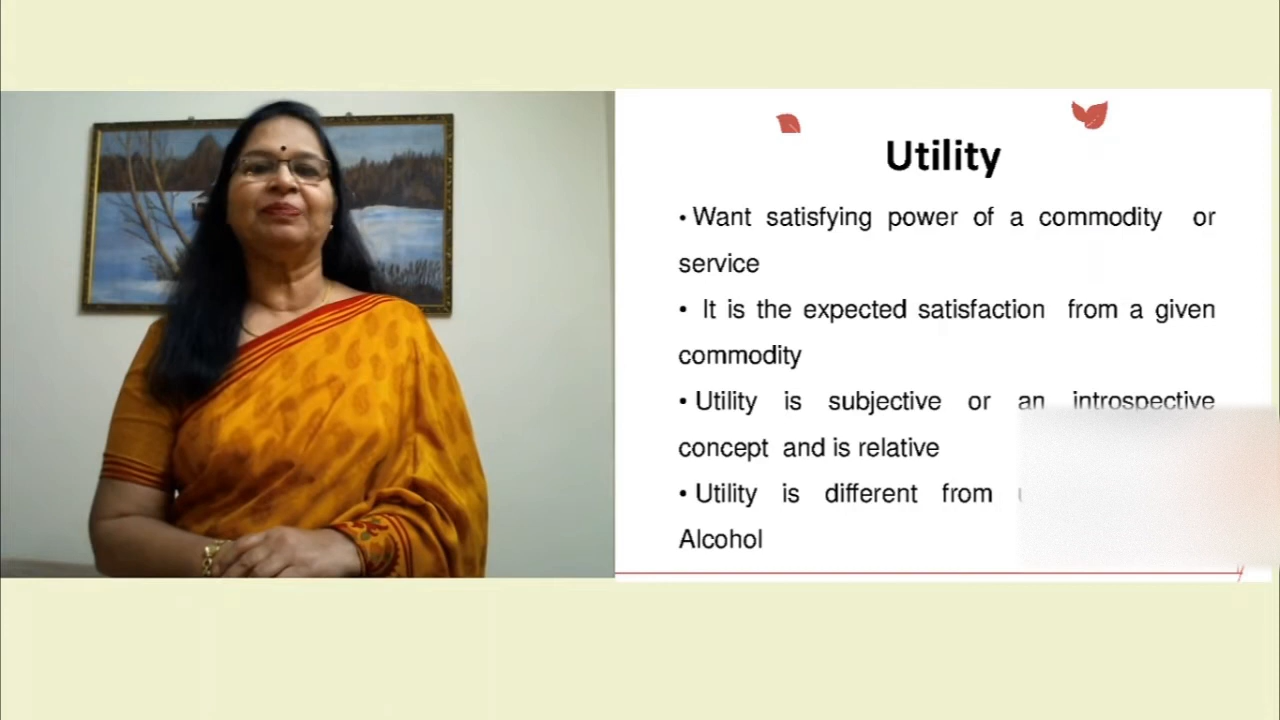 Utility
• Want satisfying power of a commodity or
service
• It is the expected satisfaction from a given
commodity
• Utility is subjective or an introspective
concept and is relative
• Utility is different from
Alcohol